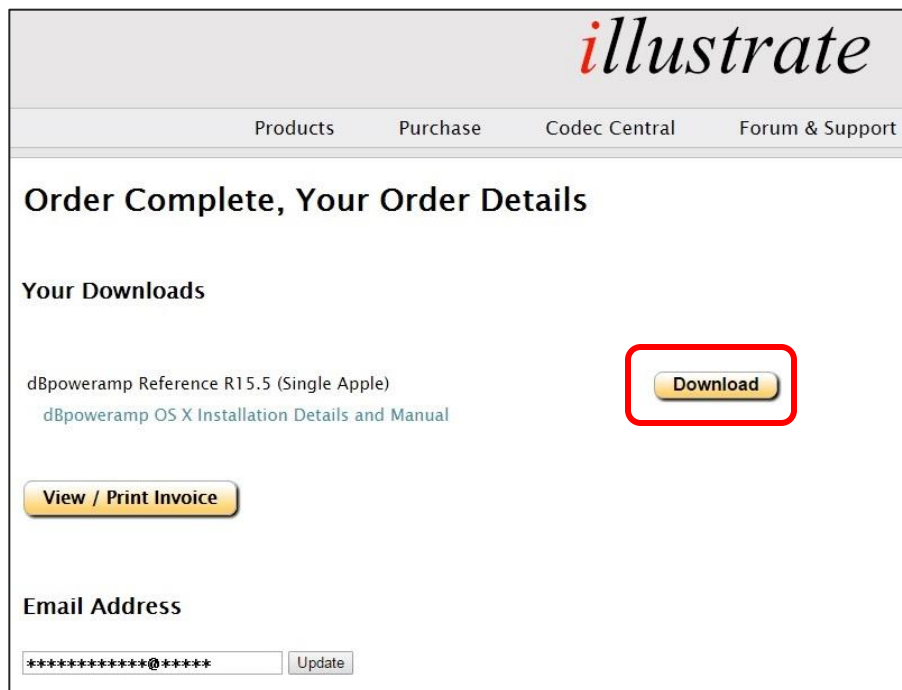 illustrate
Products Purchase Codec Central Forum & Support
Order Complete, Your Order Details
Your Downloads
dBpoweramp Reference R15.5 (Single Apple) Download
dBpoweramp OS X Installation Details and Manual
View / Print Invoice
Email Address
************@***** Update